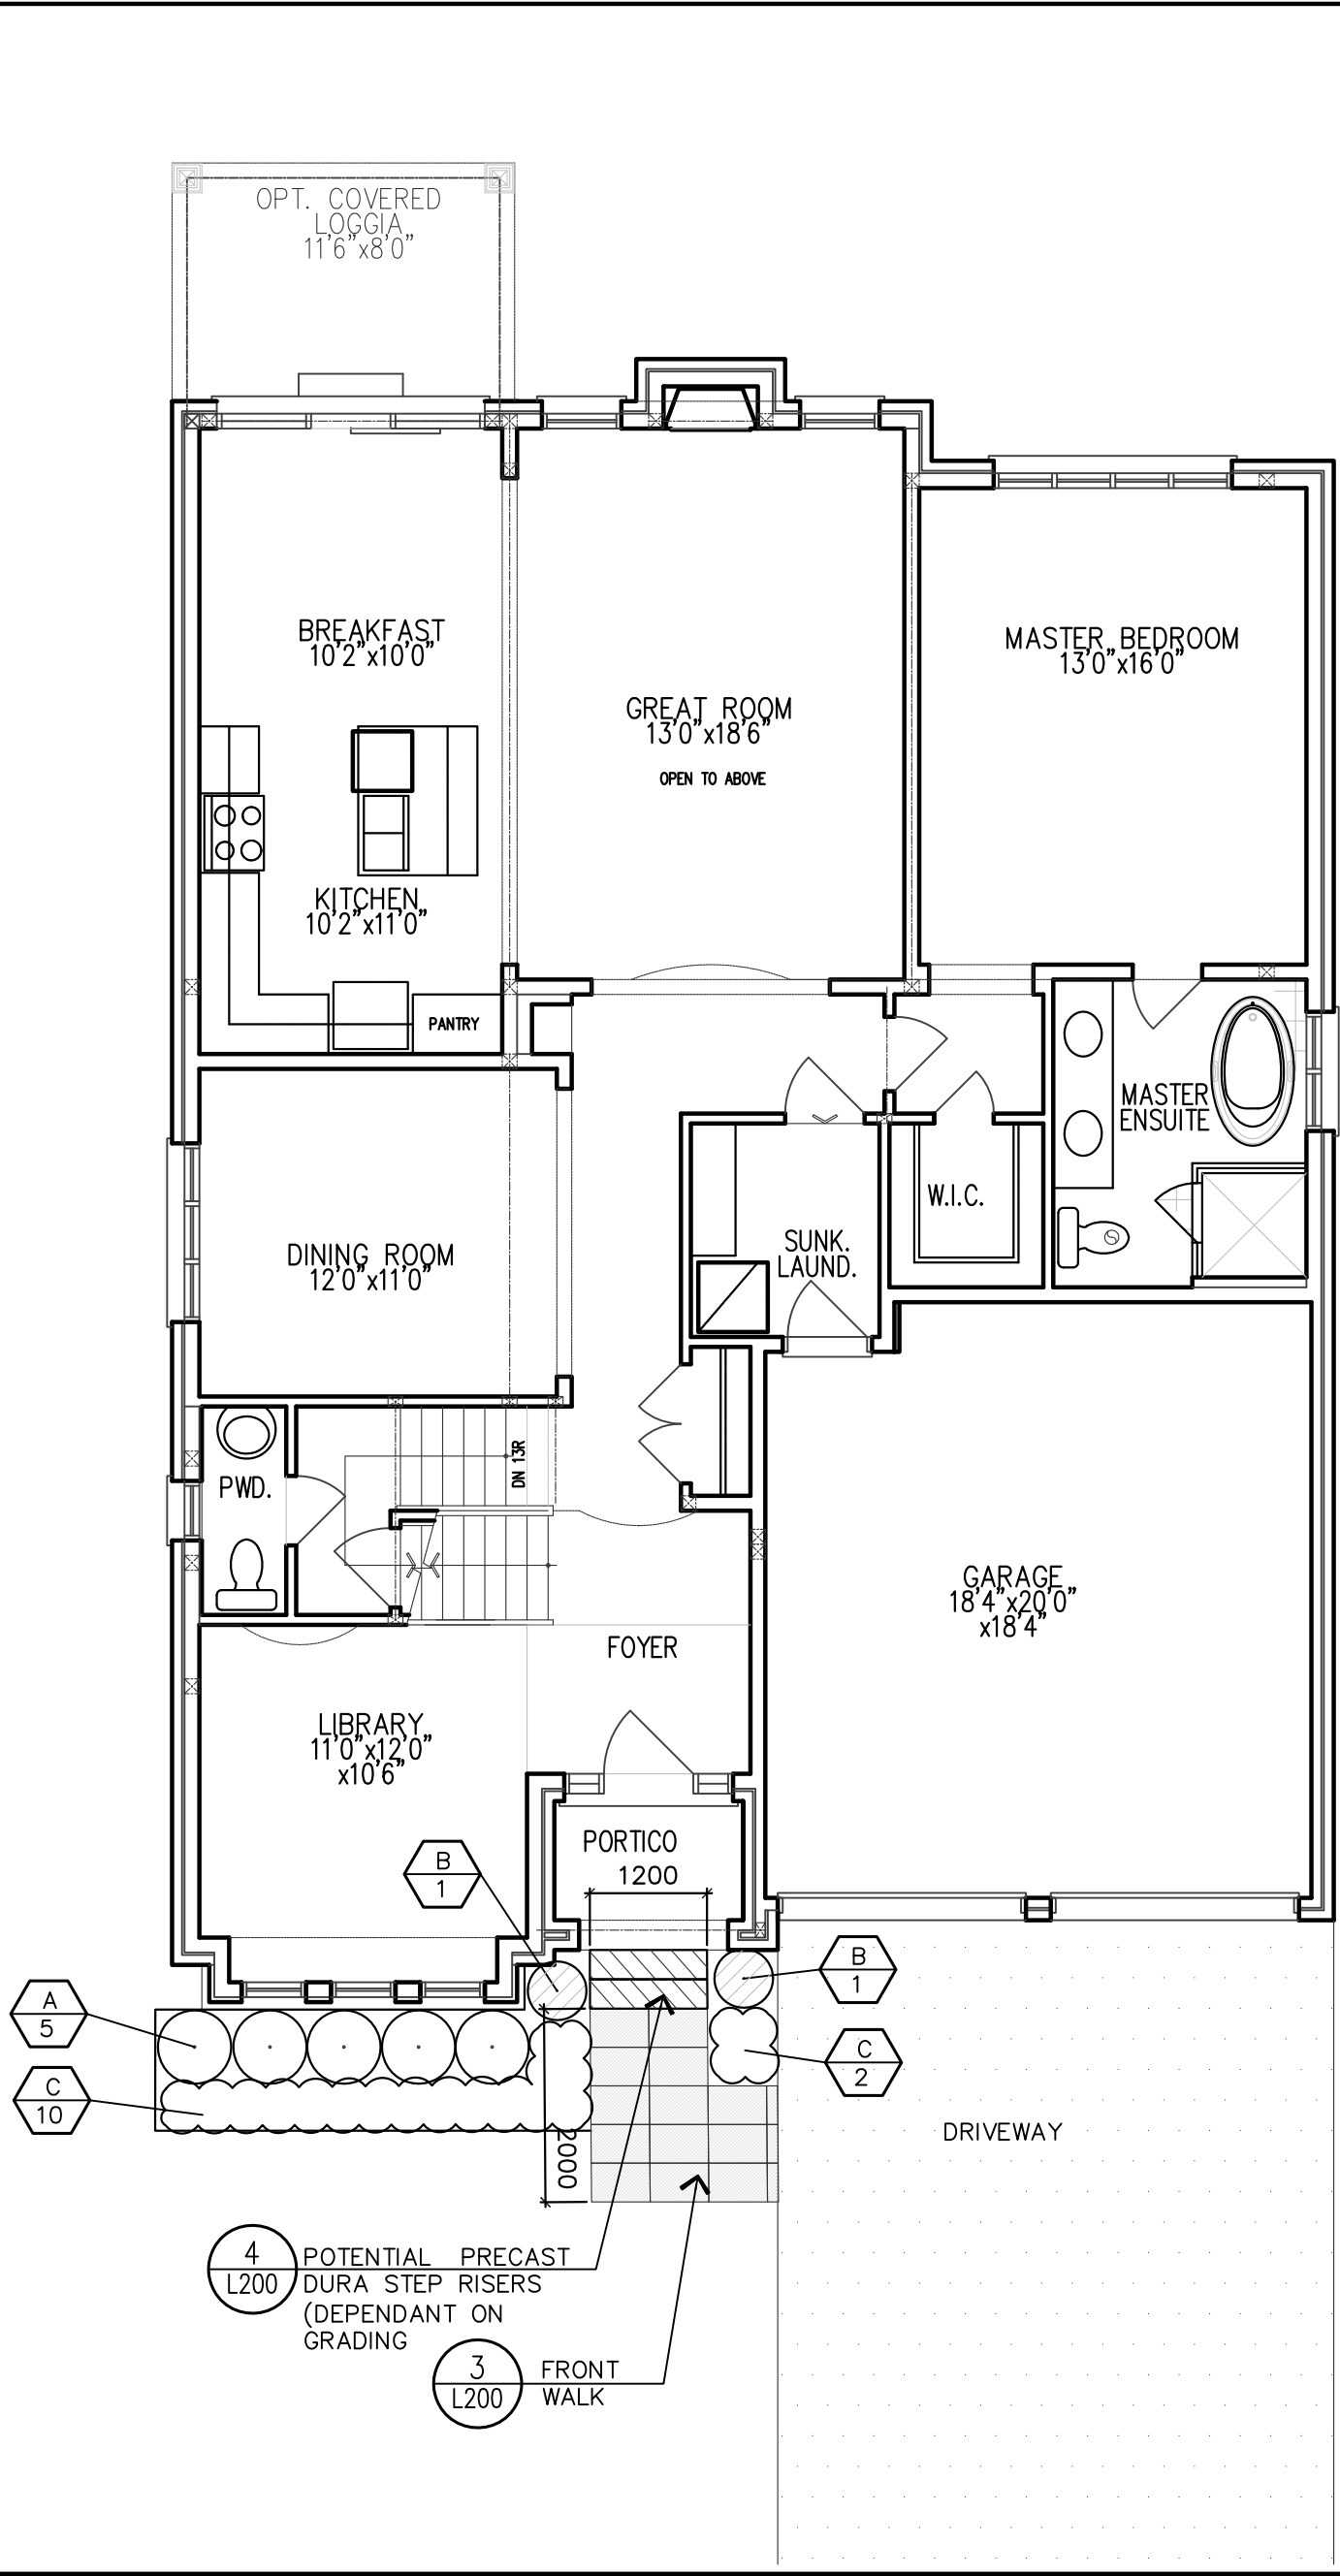 OPT. COVERED
LOGGIA
11'6"x8'0"
BREAKFAST
10'2"x10'0"
MASTER BEDROOM
13'0"x16'0"
GREAT ROOM
13'0"x18'6"
OPEN TO ABOVE
KITCHEN
10'2"x11'0"
PANTRY
MASTER
ENSUITE
W.I.C.
SUNK.
LAUND.
DINING ROOM
12'0"x11'0"
DN 13R
PWD.
GARAGE
18'4"x20'0"
x18'4"
FOYER
LIBRARY
11'0"x12'0"
x10'6"
PORTICO
1200
B
1
B
1
A
5
C
2
C
10
DRIVEWAY
2000
4
L200
POTENTIAL PRECAST
DURA STEP RISERS
(DEPENDANT ON
GRADING
3
L200
FRONT
WALK